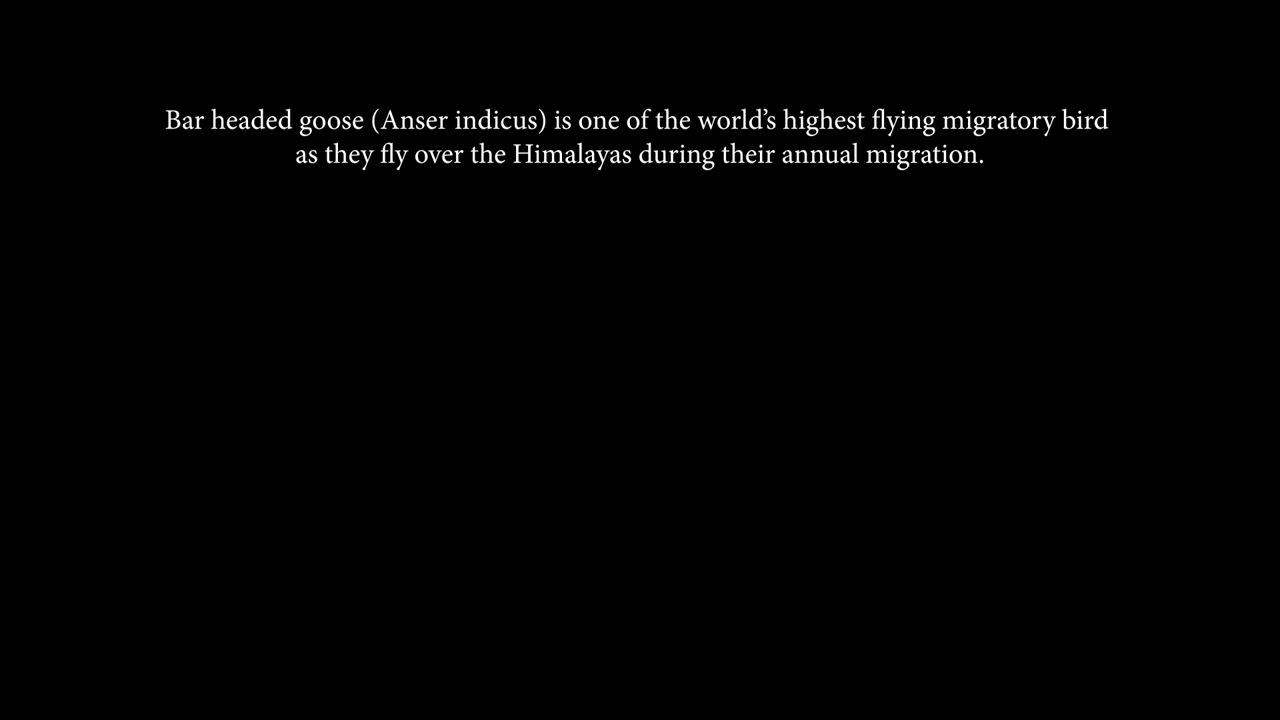 Bar headed goose (Anser indicus) is one of the world’s highest flying migratory bird
as they fly over the Himalayas during their annual migration.